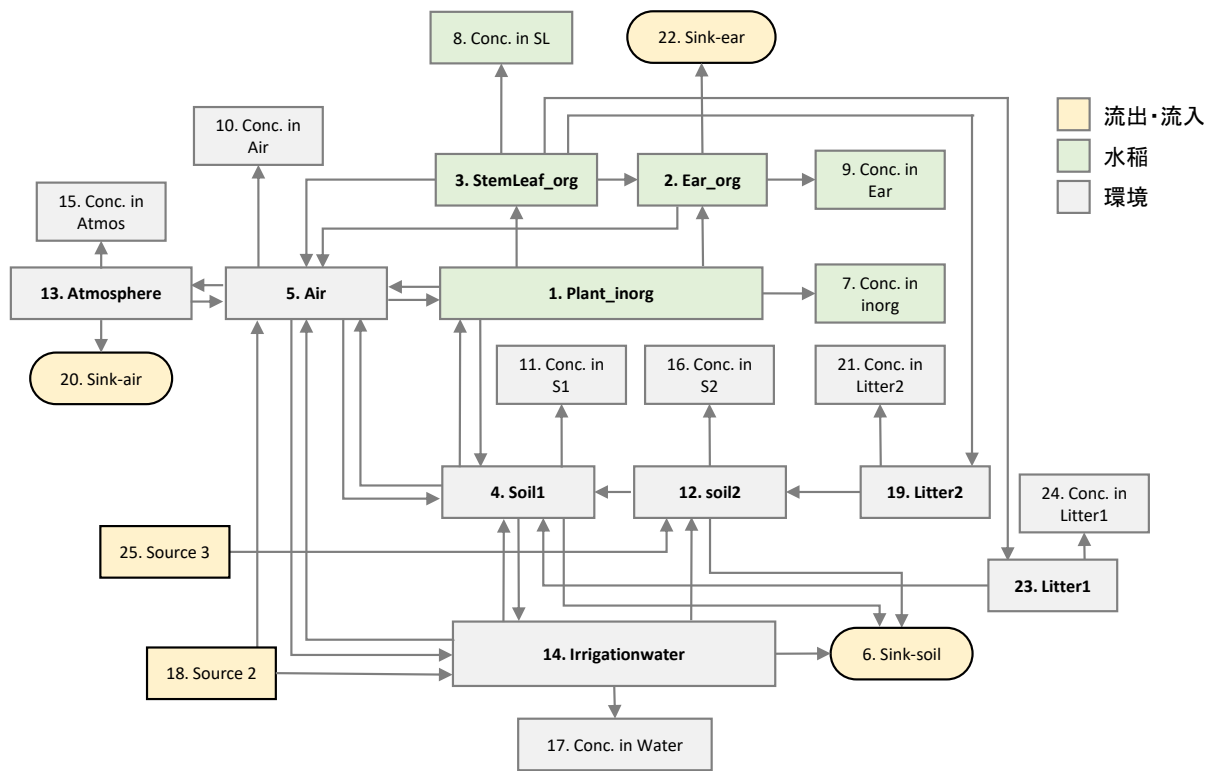 8. Conc. in SL
22. Sink-ear
流出・流入
水稲
環境
10. Conc. in
Air
3. StemLeaf_org
2. Ear_org
9. Conc. in
Ear
15. Conc. in
Atmos
13. Atmosphere
5. Air
1. Plant_inorg
7. Conc. in
inorg
20. Sink-air
11. Conc. in
S1
16. Conc. in
S2
21. Conc. in
Litter2
4. Soil1
12. soil2
19. Litter2
24. Conc. in
Litter1
25. Source 3
23. Litter1
14. Irrigationwater
6. Sink-soil
18. Source 2
17. Conc. in Water